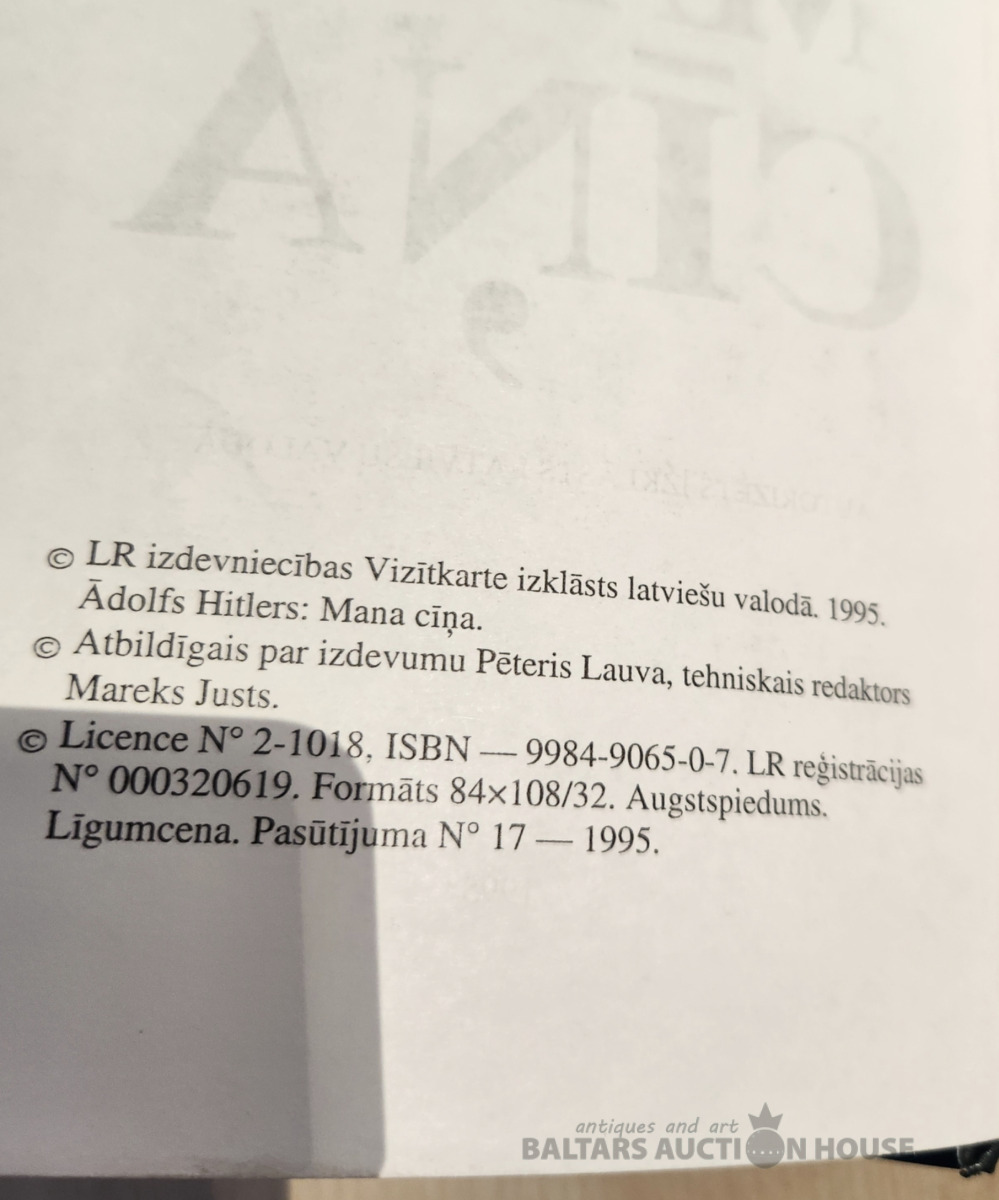 CĪŅA
© LR izdevniecības Vizītkarte izklāsts latviešu valodā. 1995.
Ādolfs Hitlers: Mana cīņa.
© Atbildīgais par izdevumu Pēteris Lauva, tehniskais redaktors
Mareks Justs.
© Licence N° 2-1018, ISBN — 9984-9065-0-7. LR reģistrācijas
N° 000320619. Formāts 84×108/32. Augstspiedums.
Līgumcena. Pasūtījuma N° 17 — 1995.
antiques and art
BALTARS AUCTION HOUSE